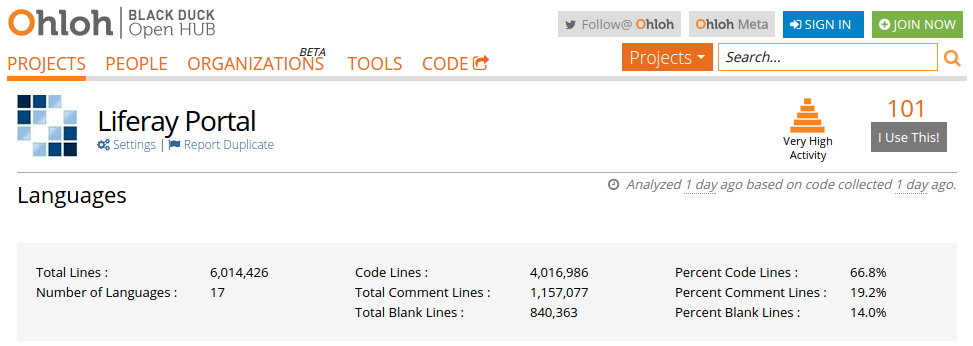 Ohloh BLACK DUCK Open HUB
Follow@ Ohloh Ohloh Meta SIGN IN JOIN NOW
PROJECTS PEOPLE ORGANIZATIONS BETA TOOLS CODE Projects Search...
Liferay Portal
Settings | Report Duplicate
Very High Activity
101
I Use This!
Languages
Analyzed 1 day ago based on code collected 1 day ago.
Total Lines : 6,014,426 Code Lines : 4,016,986 Percent Code Lines : 66.8%
Number of Languages : 17 Total Comment Lines : 1,157,077 Percent Comment Lines : 19.2%
Total Blank Lines : 840,363 Percent Blank Lines : 14.0%